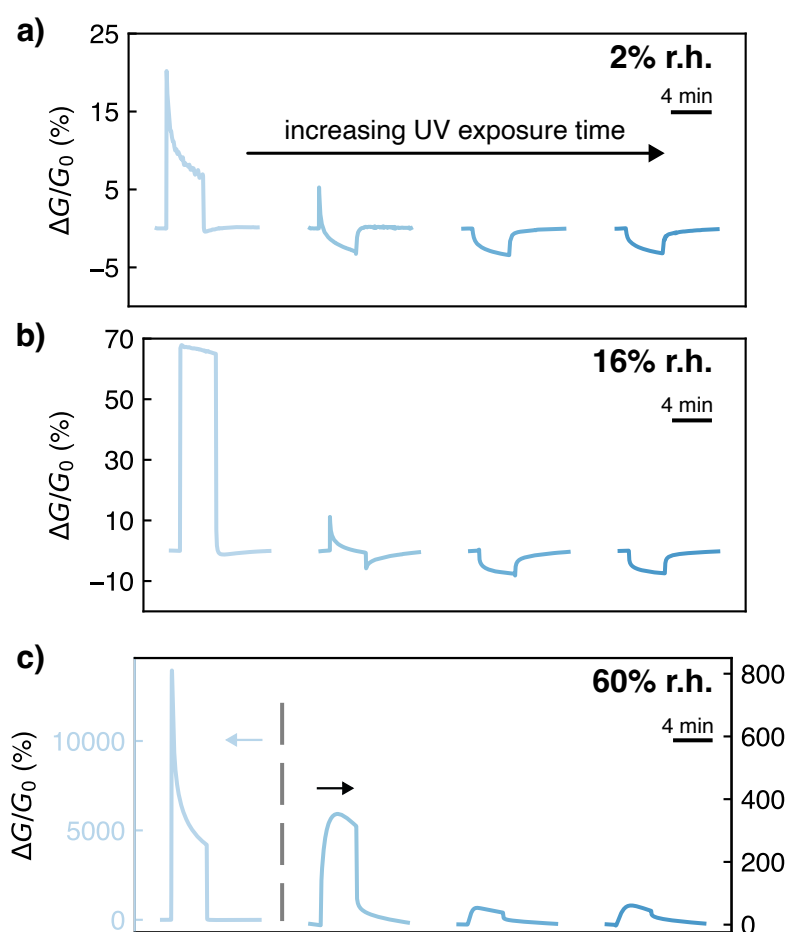 a)
25
15
5
−5
ΔG/G0 (%)
2% r.h.
4 min
increasing UV exposure time
b)
70
50
30
10
−10
ΔG/G0 (%)
16% r.h.
4 min
c)
10000
5000
0
ΔG/G0 (%)
60% r.h.
4 min
800
600
400
200
0